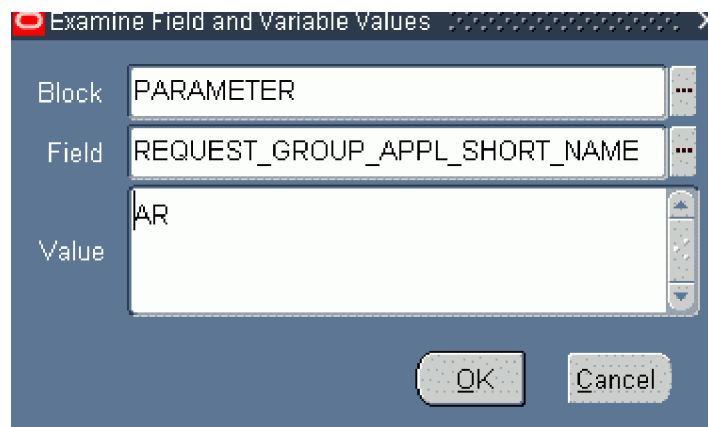 Examine Field and Variable Values
Block PARAMETER
Field REQUEST_GROUP_APPL_SHORT_NAME
Value AR
OK Cancel